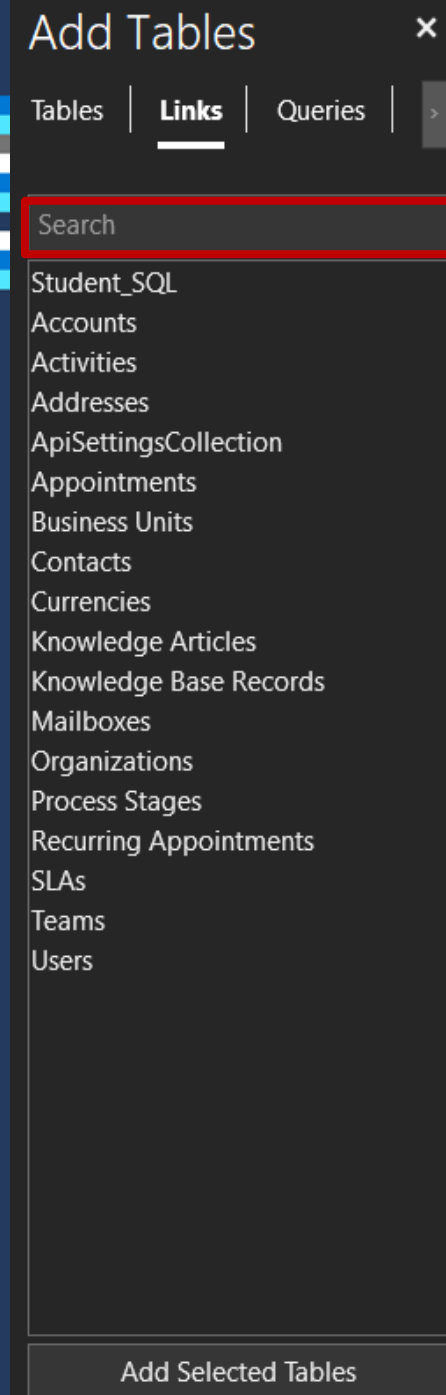 Add Tables ×
Tables Links Queries >
Search
Student_SQL
Accounts
Activities
Addresses
ApiSettingsCollection
Appointments
Business Units
Contacts
Currencies
Knowledge Articles
Knowledge Base Records
Mailboxes
Organizations
Process Stages
Recurring Appointments
SLAs
Teams
Users
Add Selected Tables